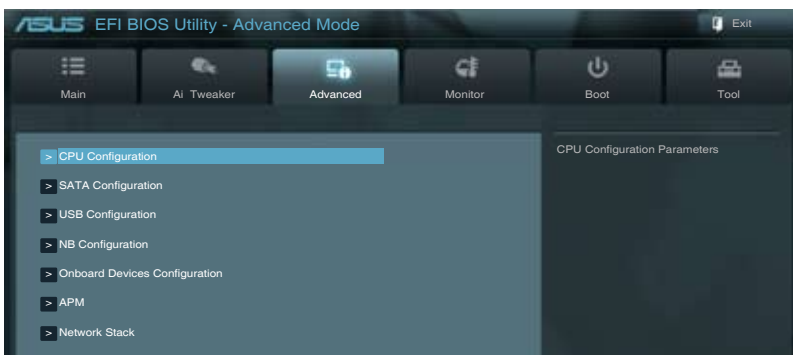 ASUS EFI BIOS Utility - Advanced Mode
Exit
Main
Ai Tweaker
Advanced
Monitor
Boot
Tool
> CPU Configuration
> SATA Configuration
> USB Configuration
> NB Configuration
> Onboard Devices Configuration
> APM
> Network Stack
CPU Configuration Parameters